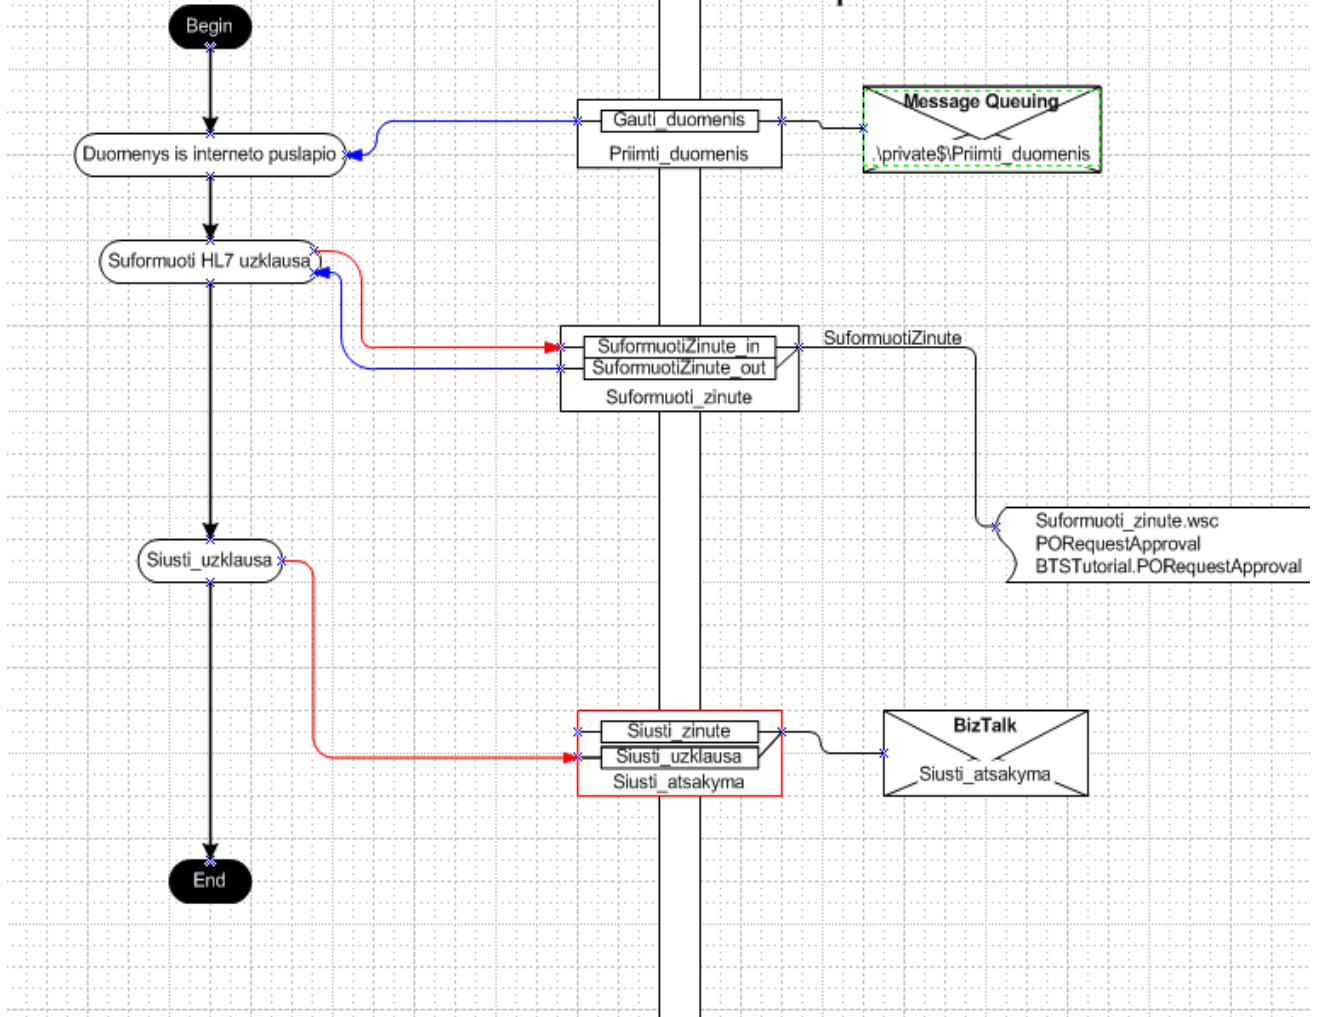 Begin
Gauti_duomenis
Priimti_duomenis
Message Queuing
.\private$\Priimti_duomenis
Duomenys is interneto puslapio
Suformuoti HL7 uzklausa
SuformuotiZinute_in
SuformuotiZinute_out
Suformuoti_zinute
SuformuotiZinute
Suformuoti_zinute.wsc
PORequestApproval
BTSTutorial.PORequestApproval
Siusti_uzklausa
Siusti_zinute
Siusti_uzklausa
Siusti_atsakyma
BizTalk
Siusti_atsakyma
End